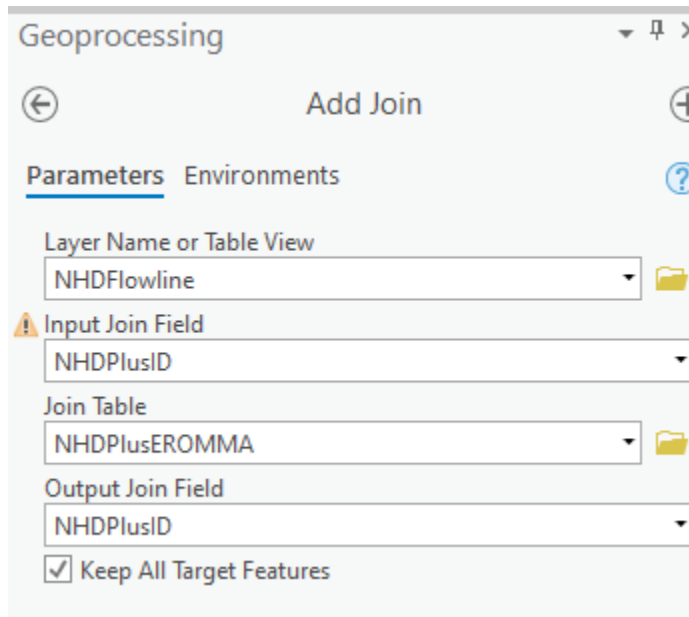 Geoprocessing
Add Join
Parameters Environments
Layer Name or Table View
NHDFlowline
Input Join Field
NHDPlusID
Join Table
NHDPlusEROMMA
Output Join Field
NHDPlusID
Keep All Target Features